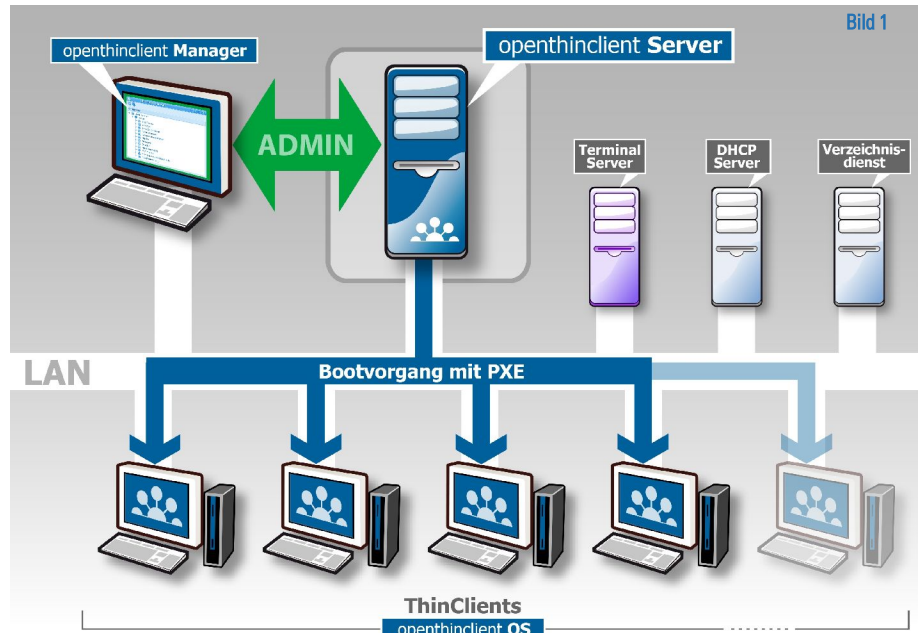 Bild 1
openthinclient Manager
openthinclient Server
ADMIN
Terminal
Server
DHCP
Server
Verzeichnis-
dienst
LAN
Bootvorgang mit PXE
ThinClients
openthinclient OS